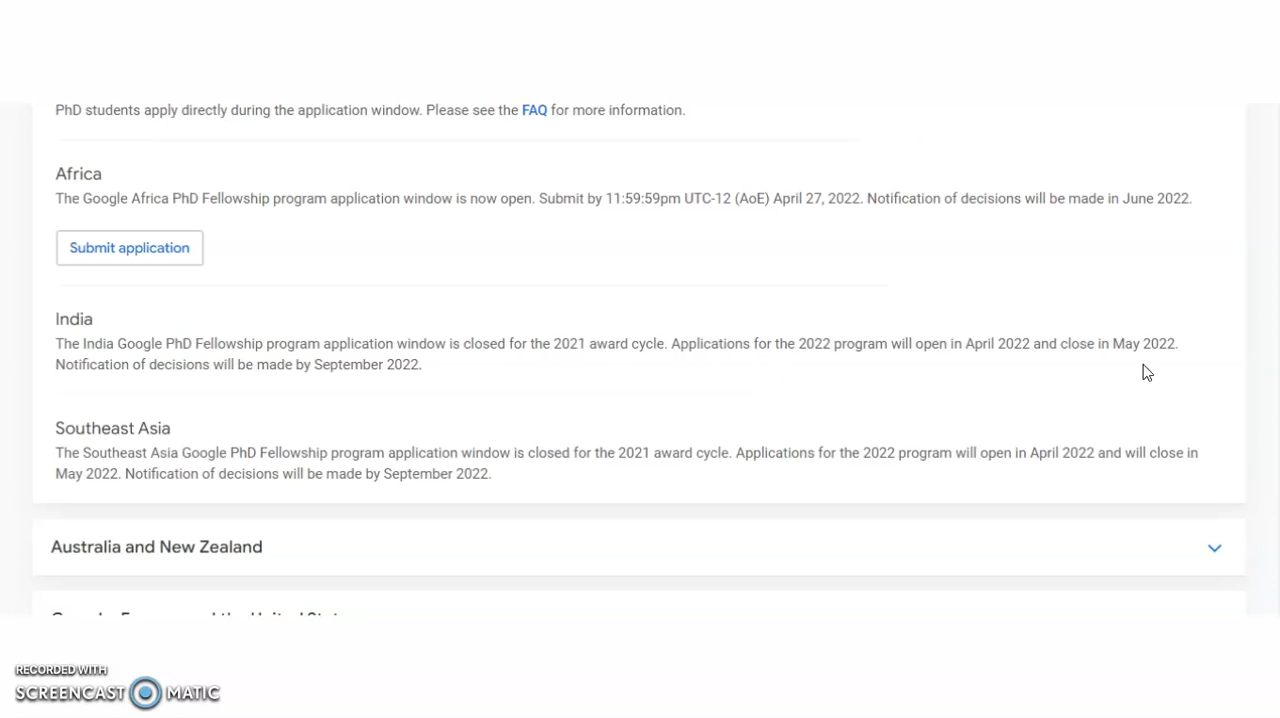 PhD students apply directly during the application window. Please see the FAQ for more information.
Africa
The Google Africa PhD Fellowship program application window is now open. Submit by 11:59:59pm UTC-12 (AoE) April 27, 2022. Notification of decisions will be made in June 2022.
Submit application
India
The India Google PhD Fellowship program application window is closed for the 2021 award cycle. Applications for the 2022 program will open in April 2022 and close in May 2022.
Notification of decisions will be made by September 2022.
Southeast Asia
The Southeast Asia Google PhD Fellowship program application window is closed for the 2021 award cycle. Applications for the 2022 program will open in April 2022 and will close in
May 2022. Notification of decisions will be made by September 2022.
Australia and New Zealand
RECORDED WITH
SCREENCAST MATIC